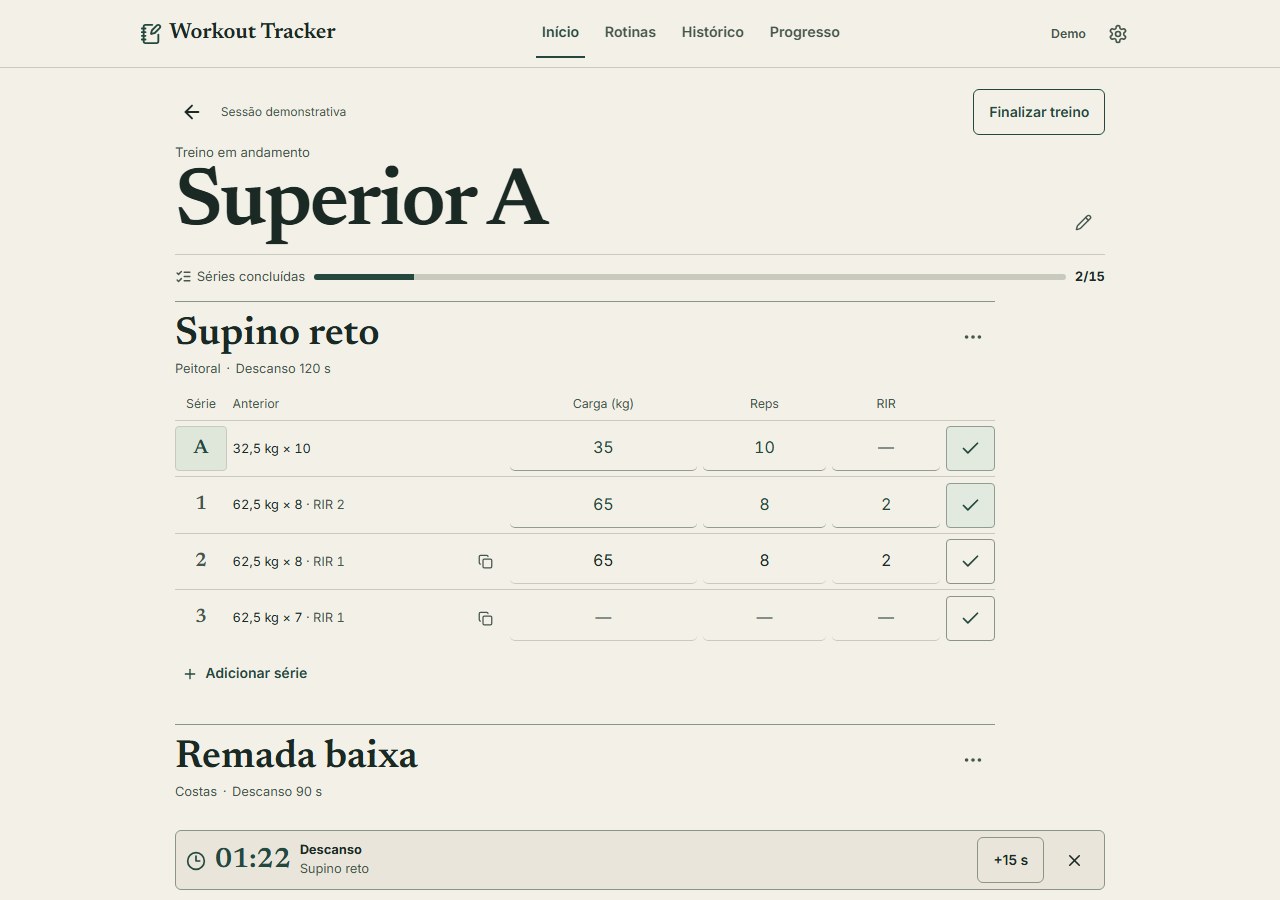 Workout Tracker
Início Rotinas Histórico Progresso
Demo
Sessão demonstrativa
Finalizar treino
Treino em andamento
Superior A
Séries concluídas 2/15
Supino reto
Peitoral · Descanso 120 s
Série Anterior Carga (kg) Reps RIR
A 32,5 kg × 10 35 10 —
1 62,5 kg × 8 · RIR 2 65 8 2
2 62,5 kg × 8 · RIR 1 65 8 2
3 62,5 kg × 7 · RIR 1 — — —
Adicionar série
Remada baixa
Costas · Descanso 90 s
01:22
Descanso
Supino reto
+15 s